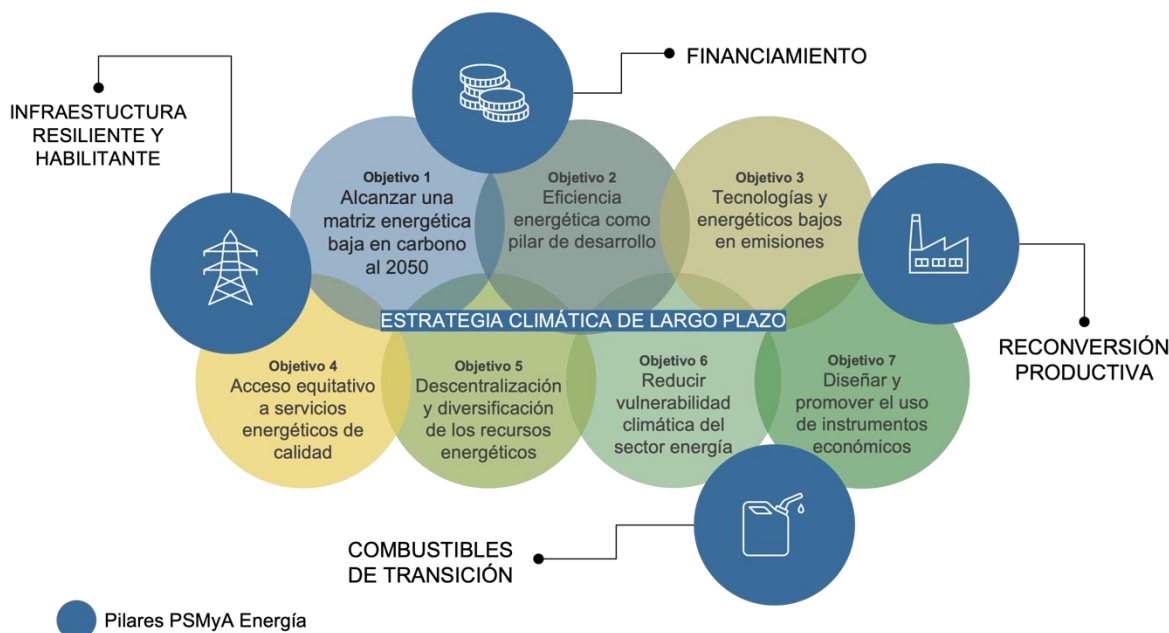 FINANCIAMIENTO
INFRAESTUCTURA
RESILIENTE Y
HABILITANTE
Objetivo 1
Alcanzar una
matriz energética
baja en carbono
al 2050
Objetivo 2
Eficiencia
energética como
pilar de desarrollo
Objetivo 3
Tecnologías y
energéticos bajos
en emisiones
ESTRATEGIA CLIMÁTICA DE LARGO PLAZO
RECONVERSIÓN
PRODUCTIVA
Objetivo 4
Acceso equitativo
a servicios
energéticos de
calidad
Objetivo 5
Descentralización
y diversificación
de los recursos
energéticos
Objetivo 6
Reducir
vulnerabilidad
climática del
sector energía
Objetivo 7
Diseñar y
promover el uso
de instrumentos
económicos
COMBUSTIBLES
DE TRANSICIÓN
Pilares PSMyA Energía